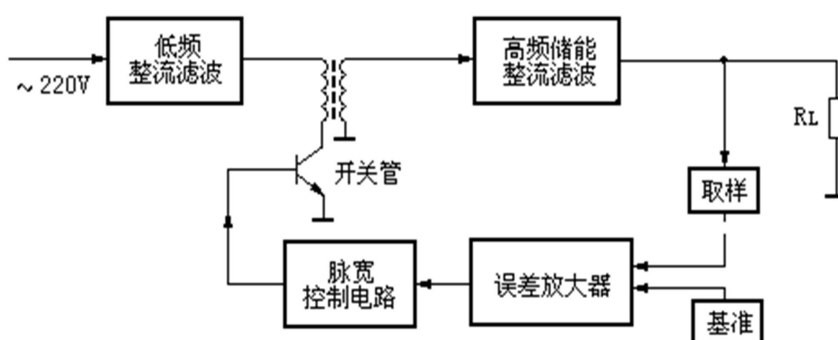 低频
整流滤波
高频储能
整流滤波
~ 220V
RL
开关管
取样
脉宽
控制电路
误差放大器
基准